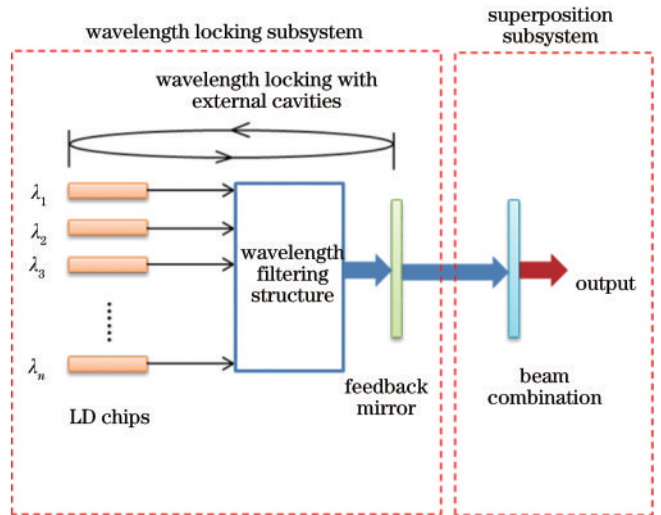 wavelength locking subsystem
superposition
subsystem
wavelength locking with
external cavities
λ1
λ2
λ3
λn
wavelength
filtering
structure
output
feedback
mirror
beam
combination
LD chips